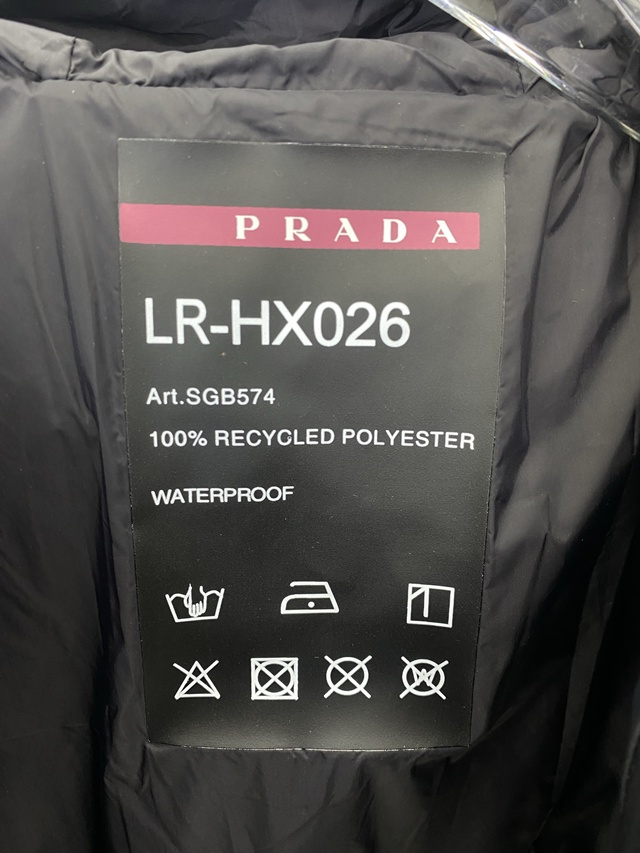 PRADA
LR-HX026
Art.SGB574
100% RECYCLED POLYESTER
WATERPROOF
W